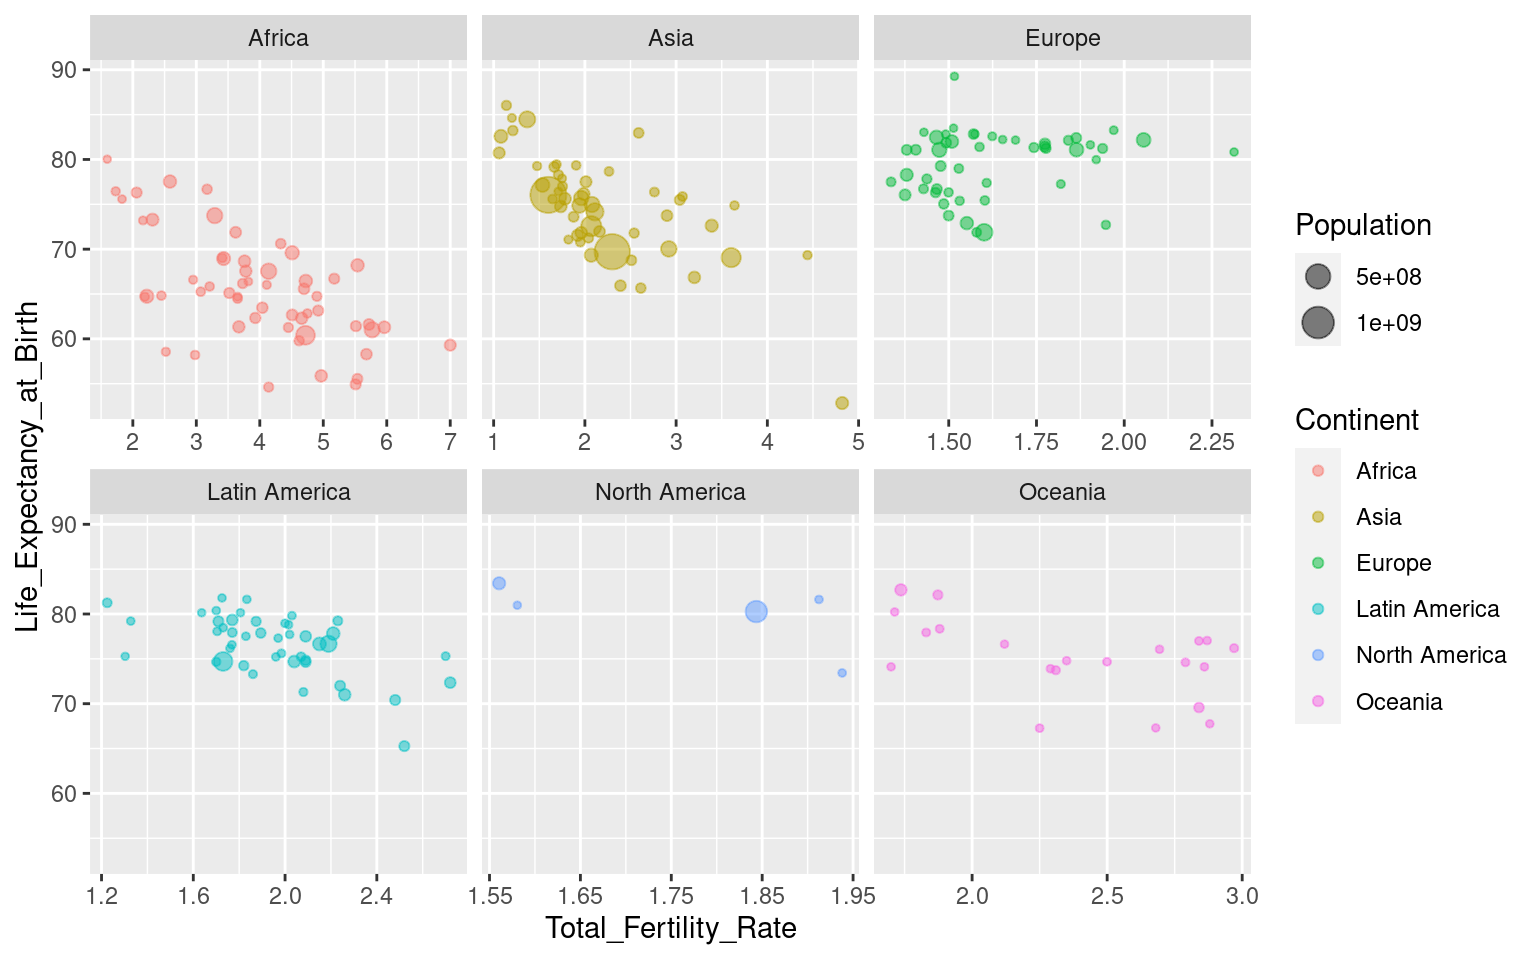 Africa
Asia
Europe
90
80
70
60
2 3 4 5 6 7
1 2 3 4 5
1.50 1.75 2.00 2.25
Latin America
North America
Oceania
90
80
70
60
1.2 1.6 2.0 2.4
1.55 1.65 1.75 1.85 1.95
2.0 2.5 3.0
Total_Fertility_Rate
Life_Expectancy_at_Birth
Population
5e+08
1e+09
Continent
Africa
Asia
Europe
Latin America
North America
Oceania